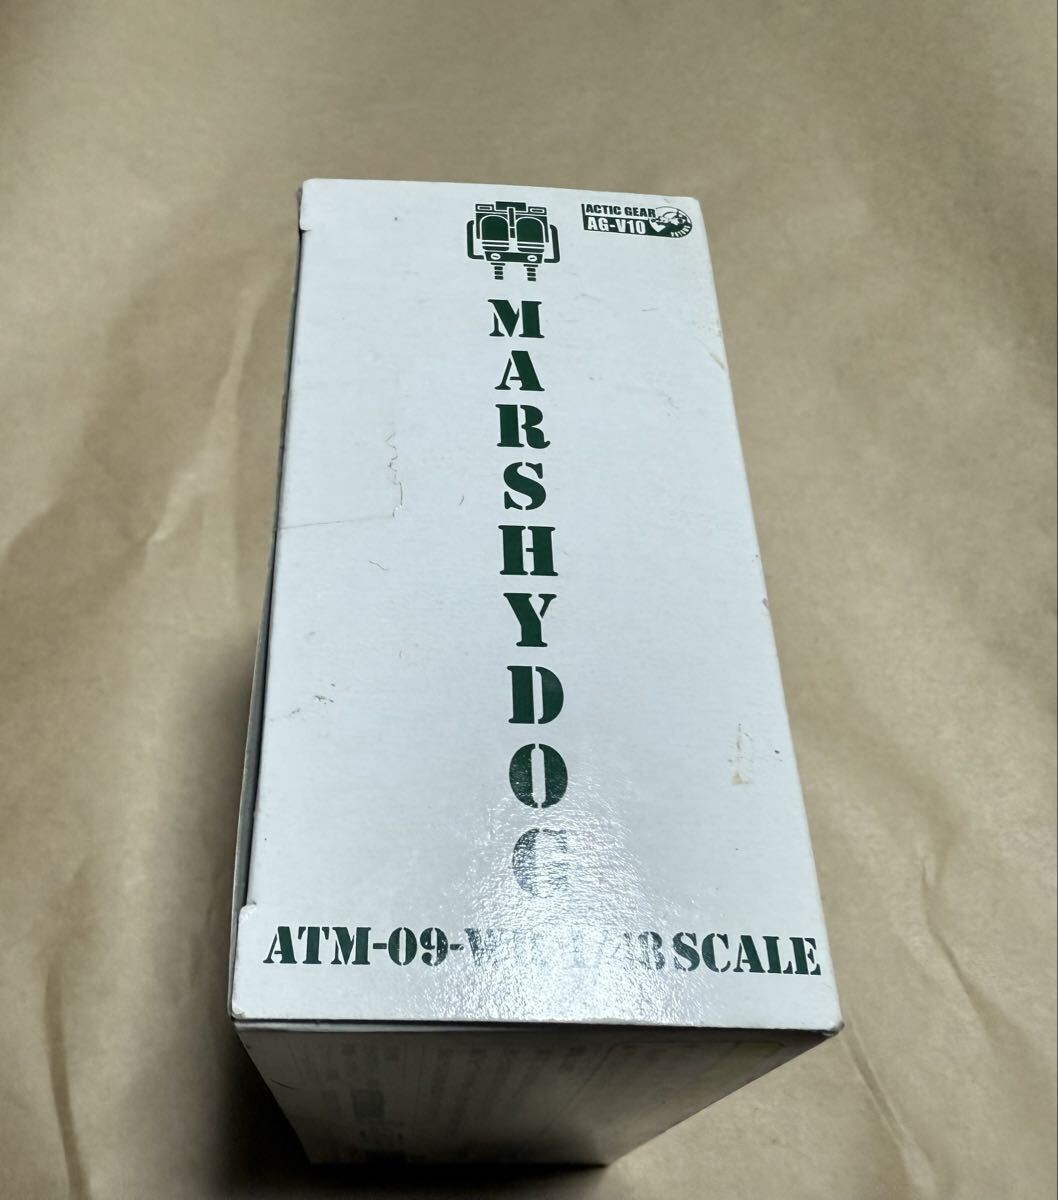 ACTIC GEAR
AG-V10
MARSHYDOG
ATM-09- SCALE